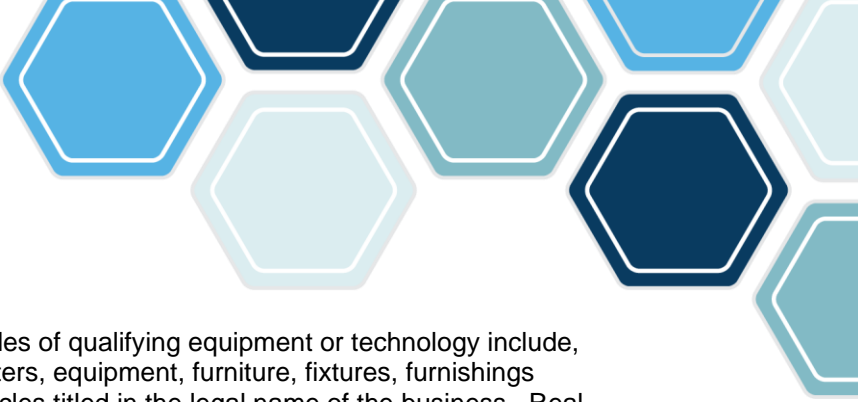 les of qualifying equipment or technology include,
ters, equipment, furniture, fixtures, furnishings
cles titled in the legal name of the business. Real